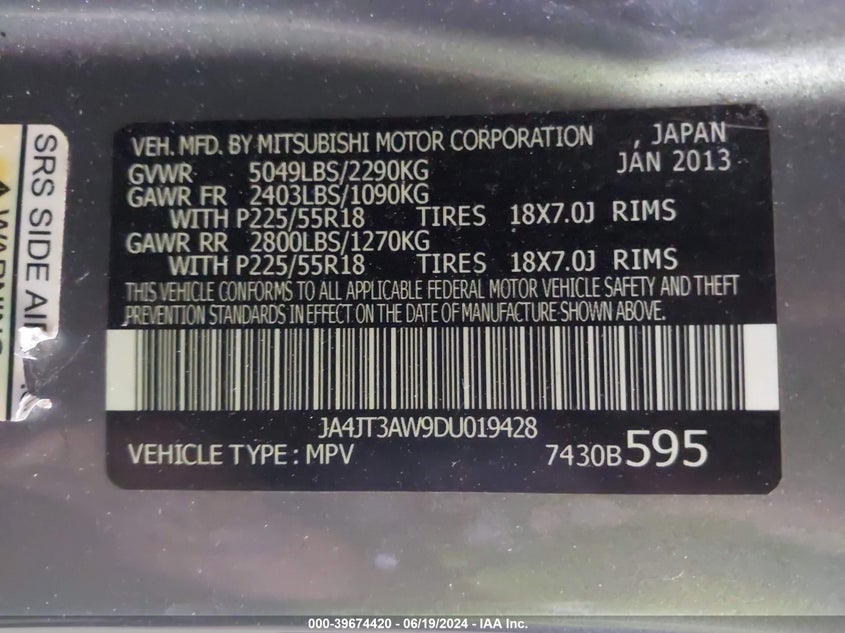 VEH. MFD. BY MITSUBISHI MOTOR CORPORATION , JAPAN
JAN 2013
GVWR 5049LBS/2290KG
GAWR FR 2403LBS/1090KG
WITH P225/55R18 TIRES 18X7.0J RIMS
GAWR RR 2800LBS/1270KG
WITH P225/55R18 TIRES 18X7.0J RIMS
THIS VEHICLE CONFORMS TO ALL APPLICABLE FEDERAL MOTOR VEHICLE SAFETY AND THEFT
PREVENTION STANDARDS IN EFFECT ON THE DATE OF MANUFACTURE SHOWN ABOVE.
JA4JT3AW9DU019428
VEHICLE TYPE : MPV 7430B 595
SRS SIDE AI
WARNING
000-39674420 - 06/19/2024 - IAA Inc.